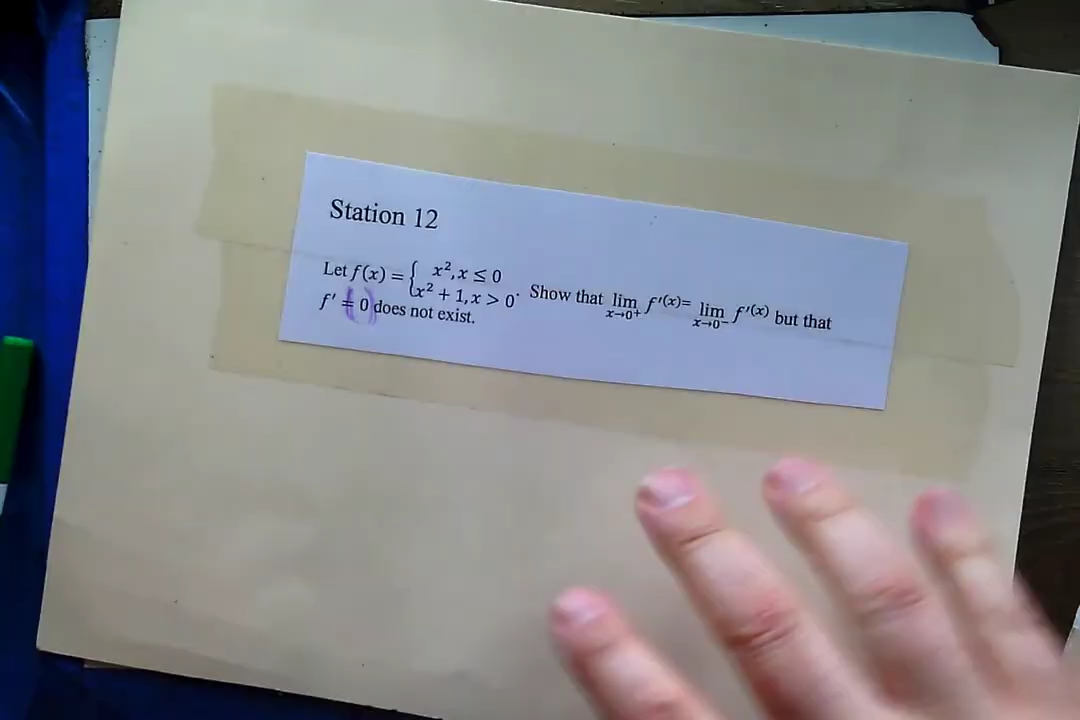 Station 12
Let f(x) = { x², x ≤ 0
x² + 1, x > 0. Show that lim x→0⁺ f'(x)= lim x→0⁻ f'(x) but that
f' = (0) does not exist.